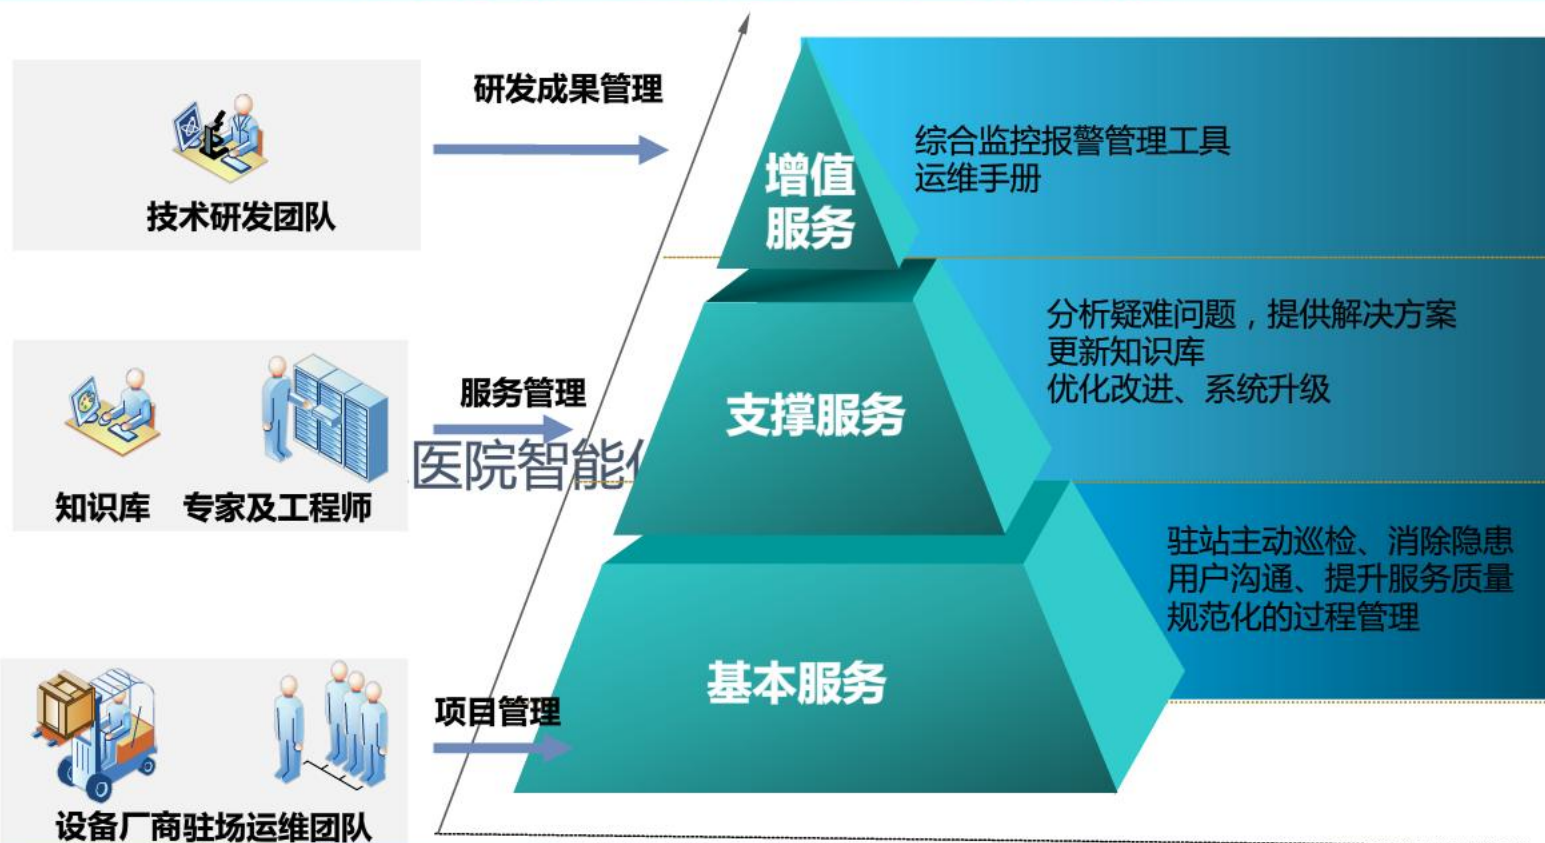 研发成果管理
技术研发团队
增值
服务
综合监控报警管理工具
运维手册
服务管理
知识库 专家及工程师
医院智能
支撑服务
分析疑难问题，提供解决方案
更新知识库
优化改进、系统升级
项目管理
设备厂商驻场运维团队
基本服务
驻站主动巡检、消除隐患
用户沟通、提升服务质量
规范化的过程管理